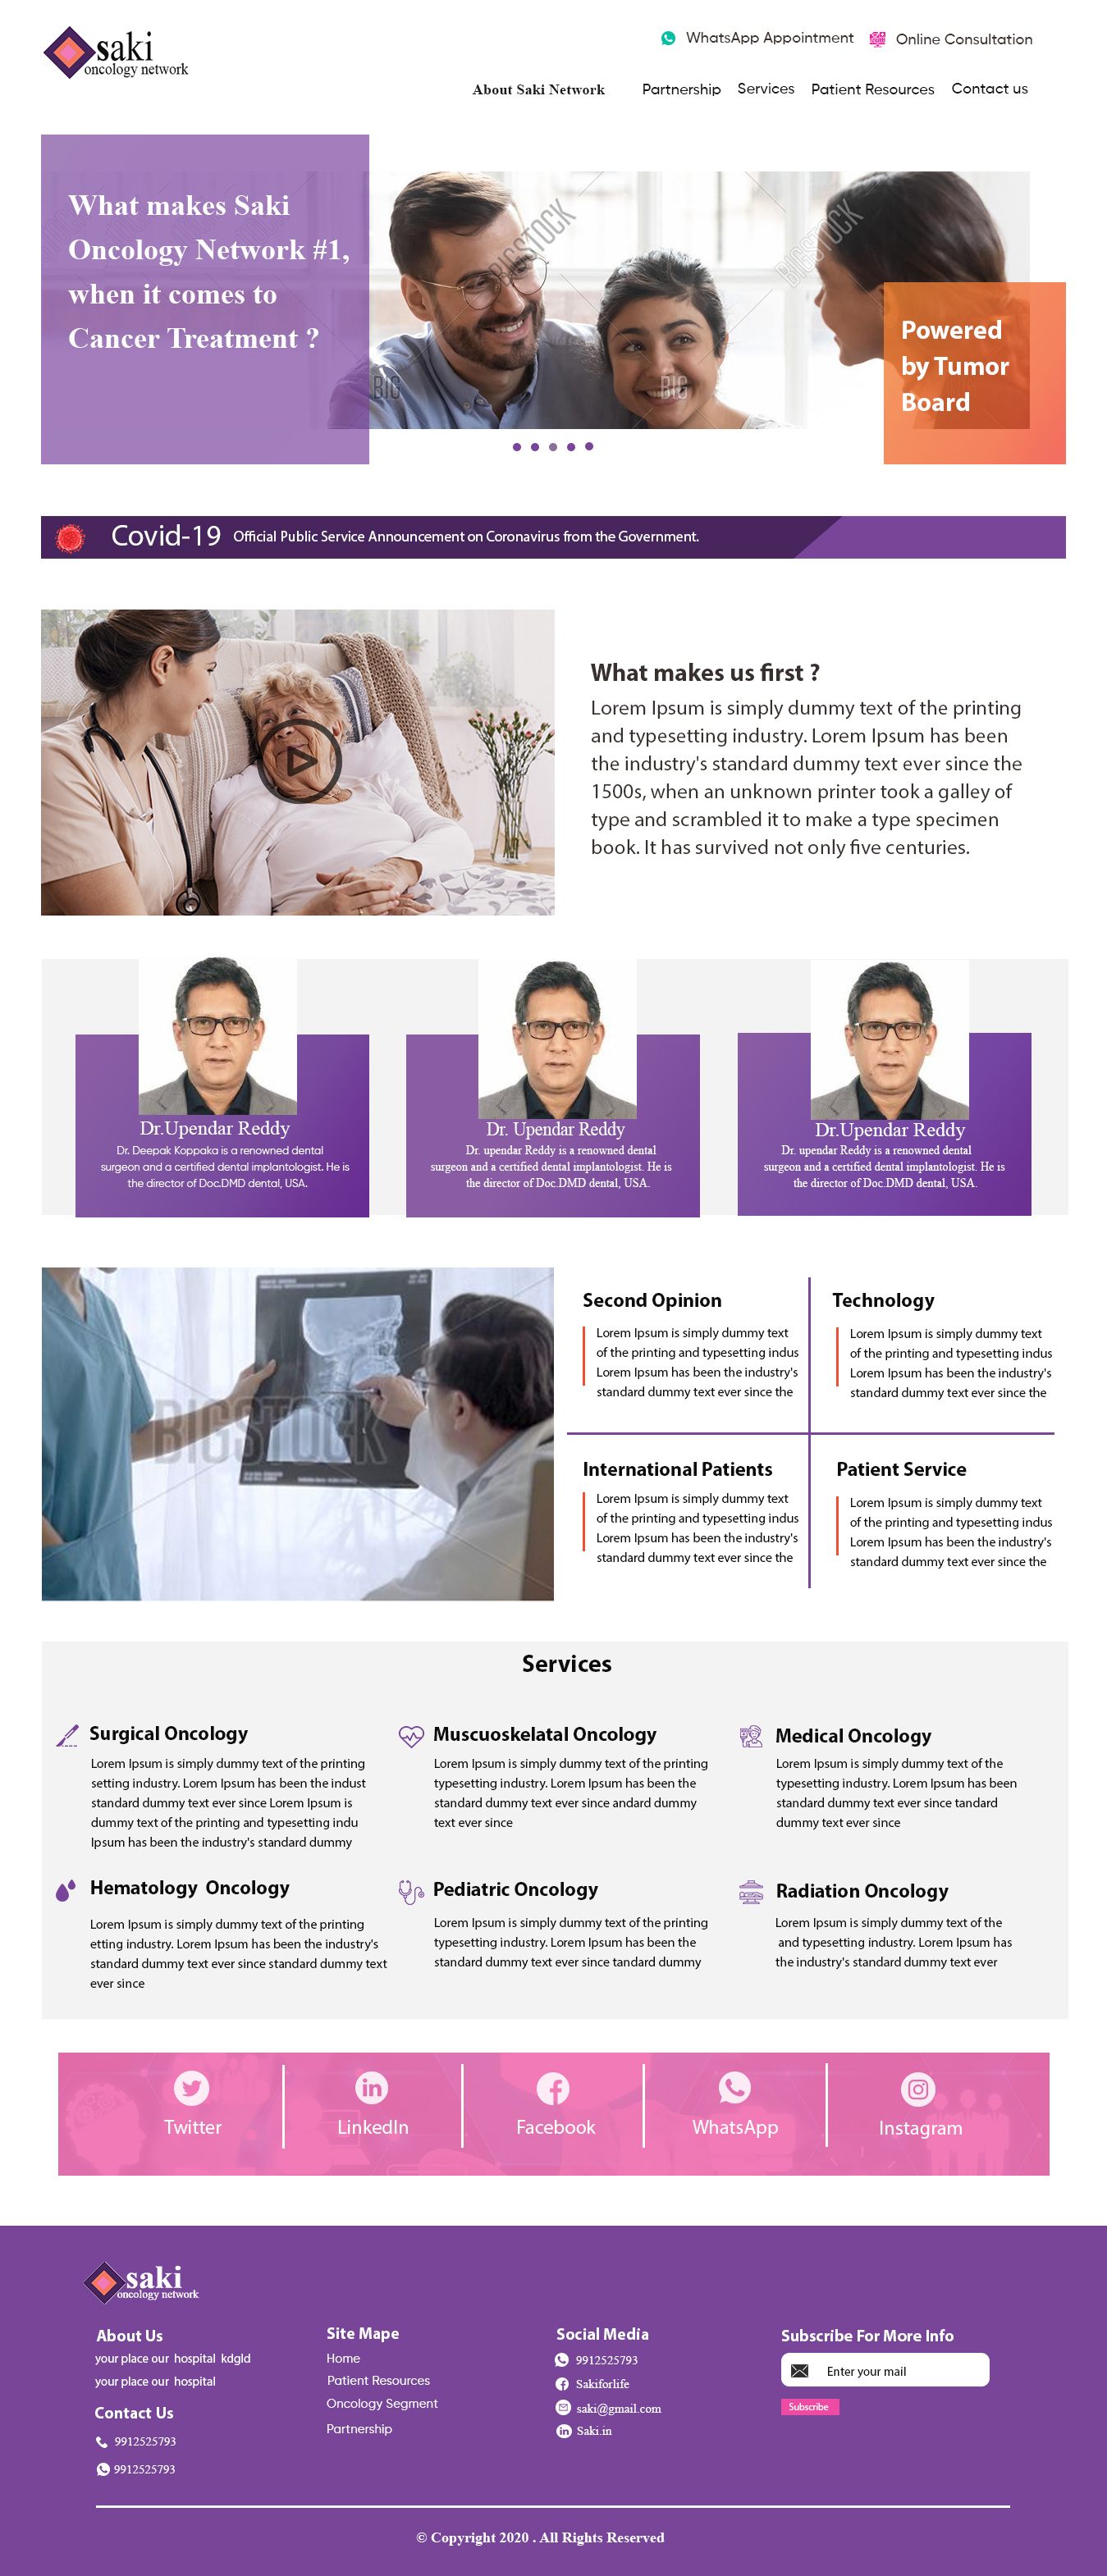 saki
oncology network
WhatsApp Appointment
Online Consultation
About Saki Network
Partnership
Services
Patient Resources
Contact us
What makes Saki
Oncology Network #1,
when it comes to
Cancer Treatment ?
BIGSTOCK
BIGSTOCK
BIG
BIG
Powered
by Tumor
Board
Covid-19
Official Public Service Announcement on Coronavirus from the Government.
What makes us first ?
Lorem Ipsum is simply dummy text of the printing
and typesetting industry. Lorem Ipsum has been
the industry's standard dummy text ever since the
1500s, when an unknown printer took a galley of
type and scrambled it to make a type specimen
book. It has survived not only five centuries.
Dr.Upendar Reddy
Dr. Deepak Koppaka is a renowned dental
surgeon and a certified dental implantologist. He is
the director of Doc.DMD dental, USA.
Dr. Upendar Reddy
Dr. upendar Reddy is a renowned dental
surgeon and a certified dental implantologist. He is
the director of Doc.DMD dental, USA.
Dr.Upendar Reddy
Dr. upendar Reddy is a renowned dental
surgeon and a certified dental implantologist. He is
the director of Doc.DMD dental, USA.
BIGSTOCK
Second Opinion
Lorem Ipsum is simply dummy text
of the printing and typesetting indus
Lorem Ipsum has been the industry's
standard dummy text ever since the
Technology
Lorem Ipsum is simply dummy text
of the printing and typesetting indus
Lorem Ipsum has been the industry's
standard dummy text ever since the
International Patients
Lorem Ipsum is simply dummy text
of the printing and typesetting indus
Lorem Ipsum has been the industry's
standard dummy text ever since the
Patient Service
Lorem Ipsum is simply dummy text
of the printing and typesetting indus
Lorem Ipsum has been the industry's
standard dummy text ever since the
Services
Surgical Oncology
Lorem Ipsum is simply dummy text of the printing
setting industry. Lorem Ipsum has been the indust
standard dummy text ever since Lorem Ipsum is
dummy text of the printing and typesetting indu
Ipsum has been the industry's standard dummy
Muscuoskelatal Oncology
Lorem Ipsum is simply dummy text of the printing
typesetting industry. Lorem Ipsum has been the
standard dummy text ever since andard dummy
text ever since
Medical Oncology
Lorem Ipsum is simply dummy text of the
typesetting industry. Lorem Ipsum has been
standard dummy text ever since tandard
dummy text ever since
Hematology Oncology
Lorem Ipsum is simply dummy text of the printing
etting industry. Lorem Ipsum has been the industry's
standard dummy text ever since standard dummy text
ever since
Pediatric Oncology
Lorem Ipsum is simply dummy text of the printing
typesetting industry. Lorem Ipsum has been the
standard dummy text ever since tandard dummy
Radiation Oncology
Lorem Ipsum is simply dummy text of the
and typesetting industry. Lorem Ipsum has
the industry's standard dummy text ever
Twitter
LinkedIn
Facebook
WhatsApp
Instagram
saki
oncology network
About Us
your place our hospital kdgld
your place our hospital
Contact Us
9912525793
9912525793
Site Mape
Home
Patient Resources
Oncology Segment
Partnership
Social Media
9912525793
Sakiforlife
saki@gmail.com
Saki.in
Subscribe For More Info
Enter your mail
Subscribe
© Copyright 2020 . All Rights Reserved